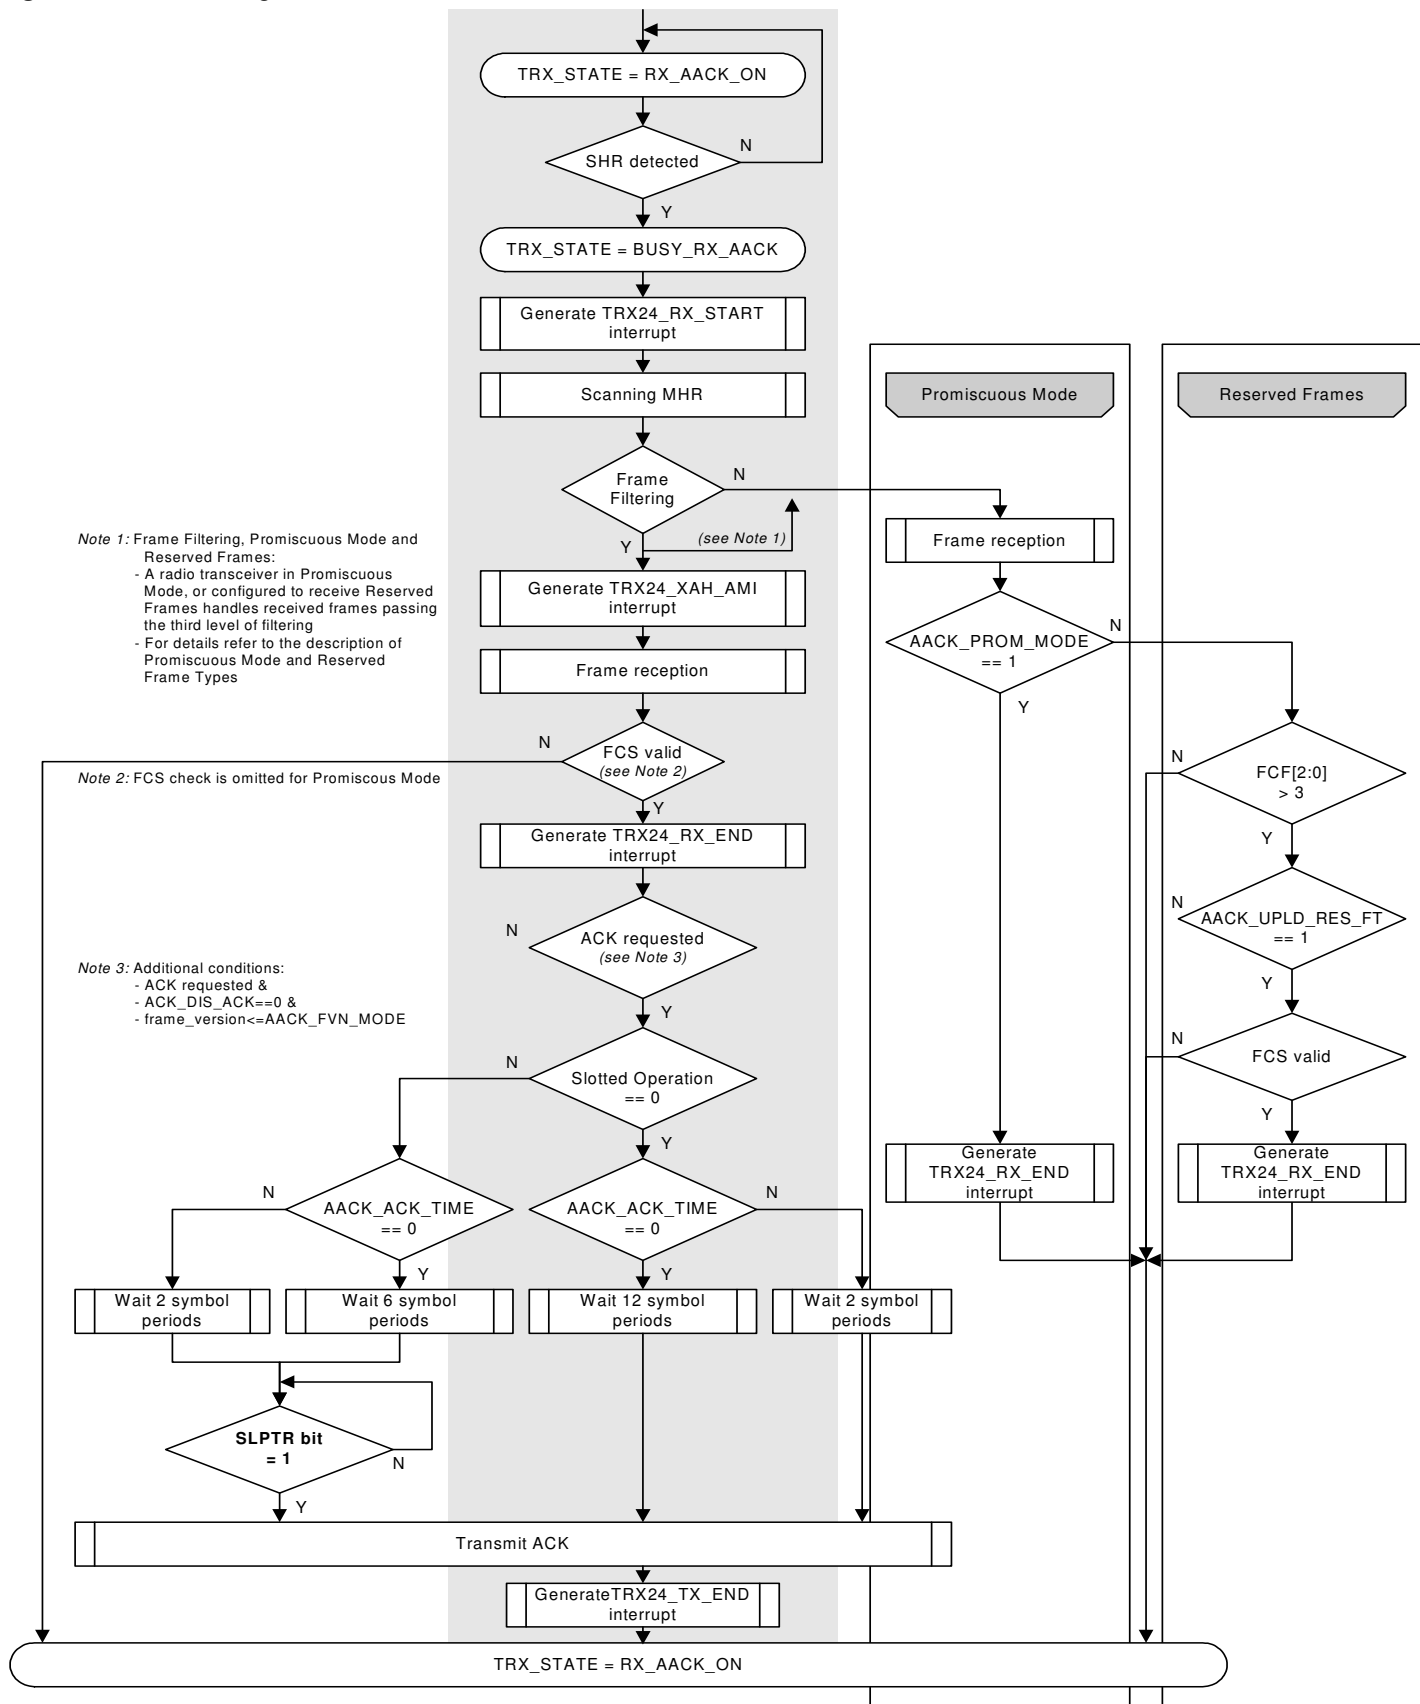 TRX_STATE = RX_AACK_ON
N
SHR detected
Y
TRX_STATE = BUSY_RX_AACK
Generate TRX24_RX_START
interrupt
Scanning MHR
Promiscuous Mode
Reserved Frames
Frame
Filtering
N
(see Note 1)
Y
Note 1: Frame Filtering, Promiscuous Mode and
Reserved Frames:
- A radio transceiver in Promiscuous
Mode, or configured to receive Reserved
Frames handles received frames passing
the third level of filtering
- For details refer to the description of
Promiscuous Mode and Reserved
Frame Types
Frame reception
Generate TRX24_XAH_AMI
interrupt
AACK_PROM_MODE
== 1
N
Y
Frame reception
N
FCS valid
(see Note 2)
Y
Note 2: FCS check is omitted for Promiscous Mode
N
FCF[2:0]
> 3
Y
Generate TRX24_RX_END
interrupt
N
AACK_UPLD_RES_FT
== 1
Y
N
ACK requested
(see Note 3)
Y
Note 3: Additional conditions:
- ACK requested &
- ACK_DIS_ACK==0 &
- frame_version<=AACK_FVN_MODE
N
FCS valid
Y
N
Slotted Operation
== 0
Y
Generate
TRX24_RX_END
interrupt
Generate
TRX24_RX_END
interrupt
N
AACK_ACK_TIME
== 0
Y
AACK_ACK_TIME
== 0
N
Y
Wait 2 symbol
periods
Wait 6 symbol
periods
Wait 12 symbol
periods
Wait 2 symbol
periods
SLPTR bit
= 1
N
Y
Transmit ACK
GenerateTRX24_TX_END
interrupt
TRX_STATE = RX_AACK_ON